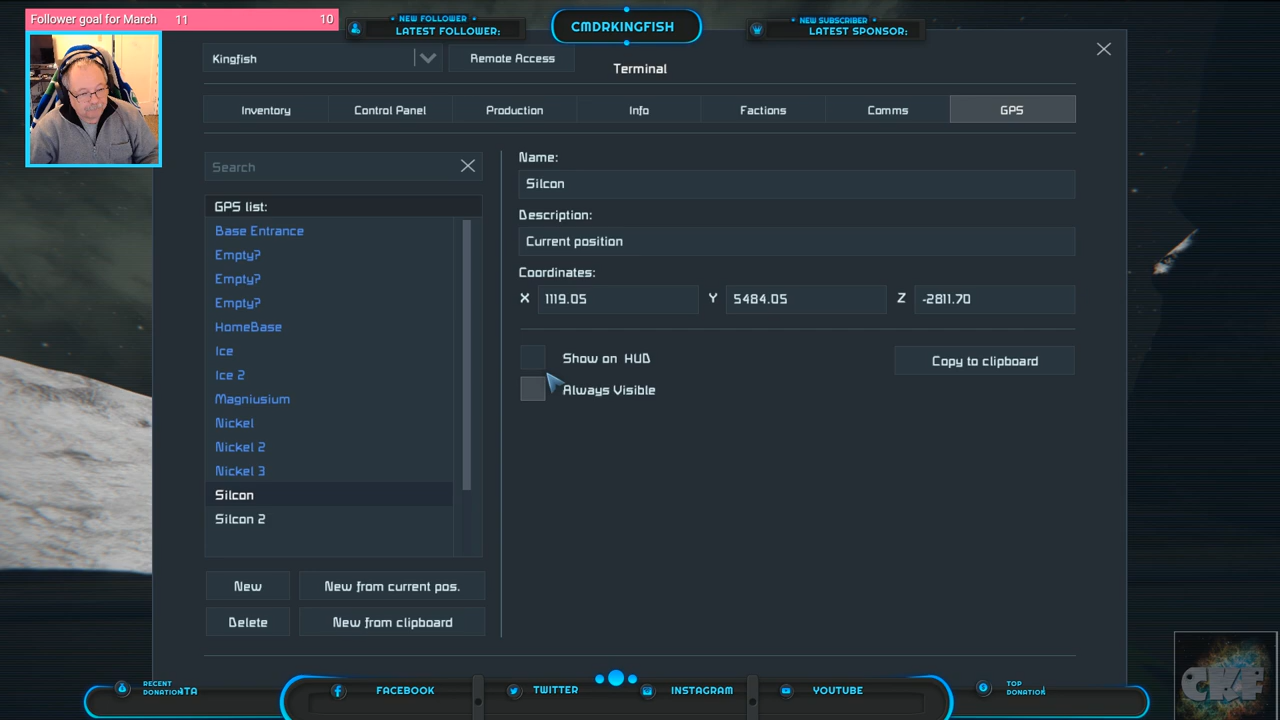 Follower goal for March 11 10
NEW FOLLOWER
LATEST FOLLOWER:
CMDRKINGFISH
NEW SUBSCRIBER
LATEST SPONSOR:
Kingfish
Remote Access
Terminal
Inventory
Control Panel
Production
Info
Factions
Comms
GPS
Search
GPS list:
Base Entrance
Empty?
Empty?
Empty?
HomeBase
Ice
Ice 2
Magniusium
Nickel
Nickel 2
Nickel 3
Silcon
Silcon 2
New
New from current pos.
Delete
New from clipboard
Name:
Silcon
Description:
Current position
Coordinates:
X 1119.05 Y 5484.05 Z -2811.70
Show on HUD
Copy to clipboard
Always Visible
RECENT
DONATION
FACEBOOK
TWITTER
INSTAGRAM
YOUTUBE
TOP
DONATION
CKF